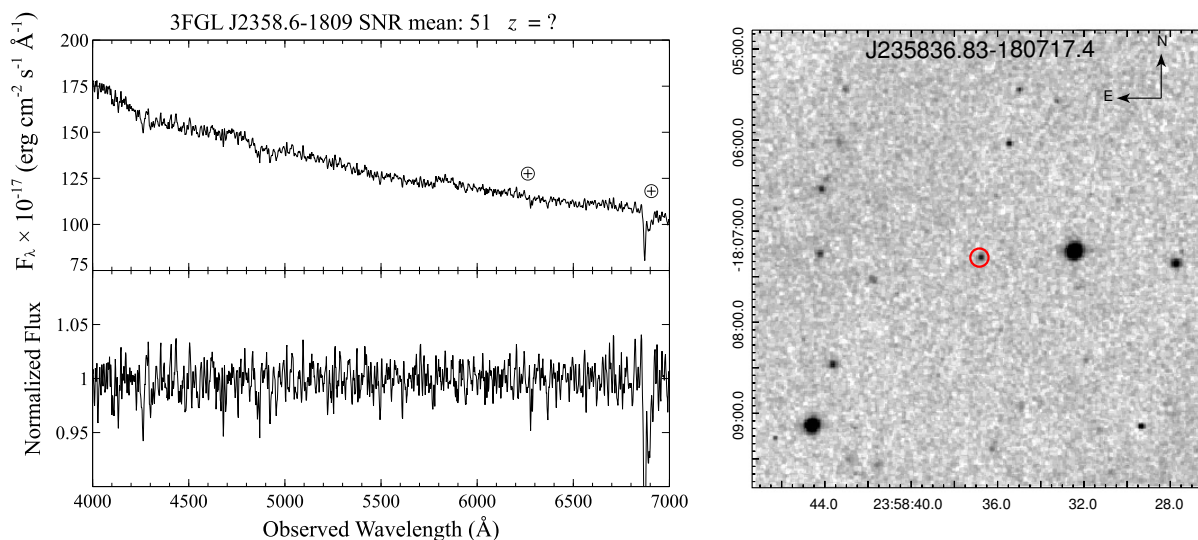 3FGL J2358.6-1809 SNR mean: 51 z = ?
200
175
150
125
100
75
F_λ × 10⁻¹⁷ (erg cm⁻² s⁻¹ Å⁻¹)
⊕
⊕
1.05
1
0.95
Normalized Flux
4000 4500 5000 5500 6000 6500 7000
Observed Wavelength (Å)
J235836.83-180717.4
N
E
05:00.0
06:00.0
-18:07:00.0
08:00.0
09:00.0
44.0 23:58:40.0 36.0 32.0 28.0